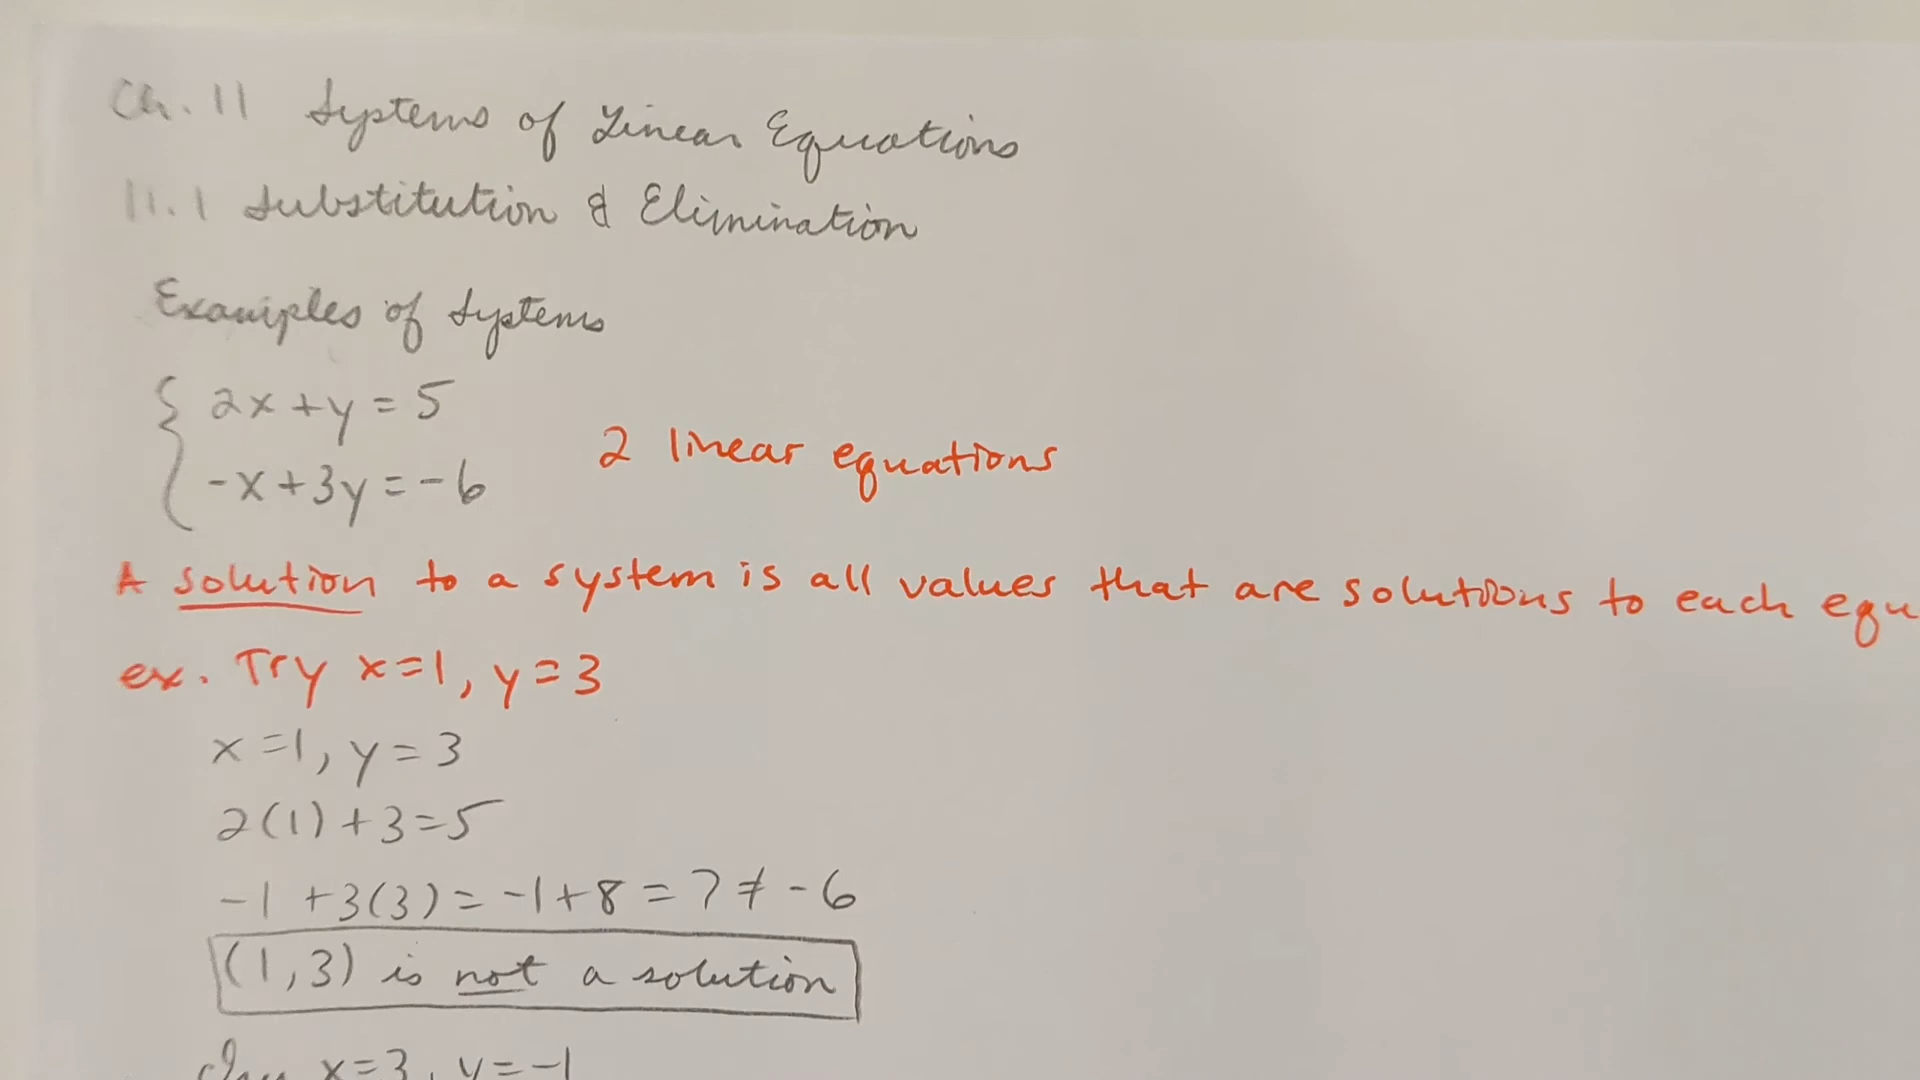 Ch. 11 Systems of Linear Equations
11.1 Substitution & Elimination
Examples of Systems
{ 2x + y = 5
-x + 3y = -6
2 linear equations
A solution to a system is all values that are solutions to each equ
ex. Try x = 1, y = 3
x = 1, y = 3
2(1) + 3 = 5
-1 + 3(3) = -1 + 8 = 7 ≠ -6
(1, 3) is not a solution
x = 3, y = -1